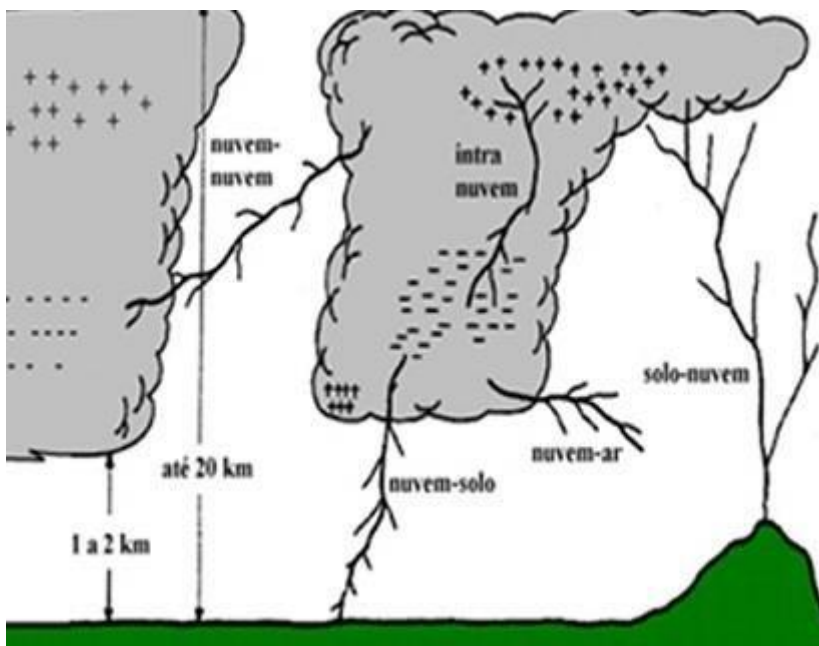 nuvem-
nuvem
intra
nuvem
solo-nuvem
nuvem-ar
até 20 km
nuvem-solo
1 a 2 km